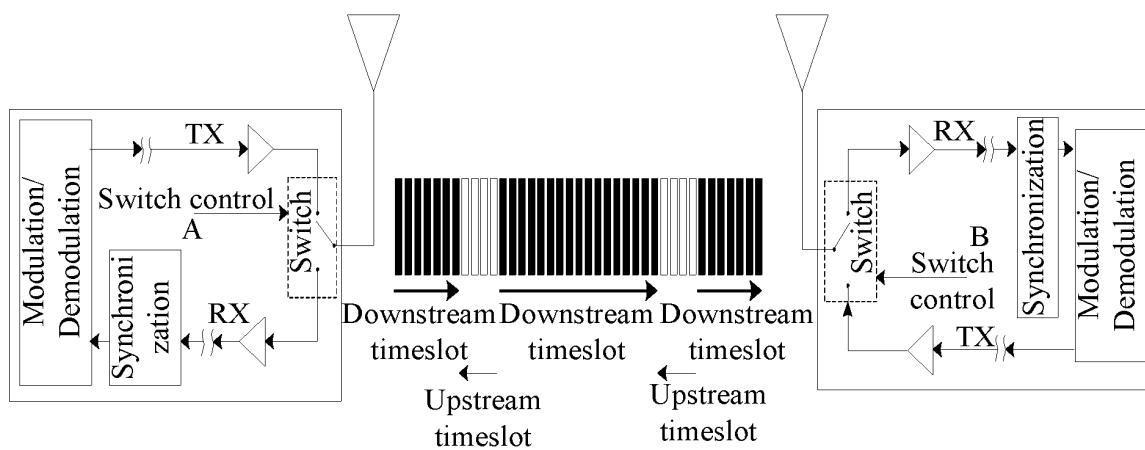 Modulation/
Demodulation
TX
Switch control
A
Switch
Synchroni
zation
RX
Downstream
timeslot
Downstream
timeslot
Downstream
timeslot
Upstream
timeslot
Upstream
timeslot
RX
Switch
B
Switch
control
TX
Synchronization
Modulation/
Demodulation